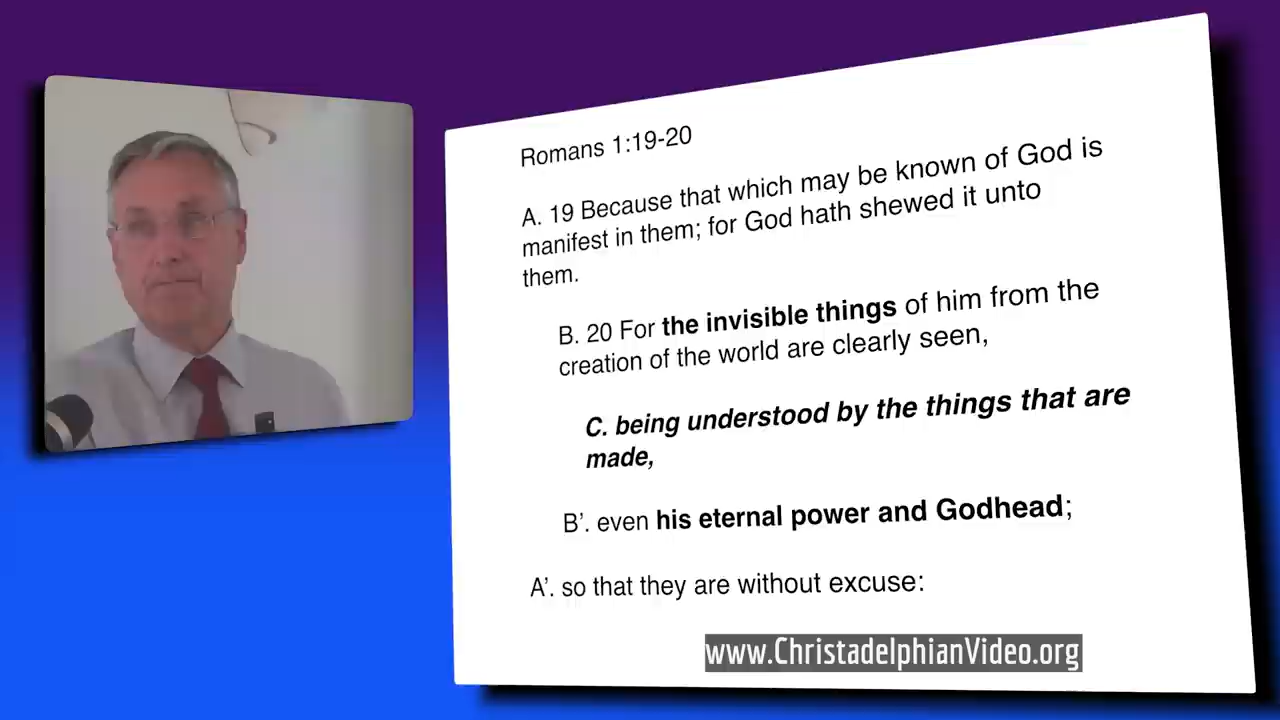 Romans 1:19-20
A. 19 Because that which may be known of God is
manifest in them; for God hath shewed it unto
them.
B. 20 For the invisible things of him from the
creation of the world are clearly seen,
C. being understood by the things that are
made,
B’. even his eternal power and Godhead;
A’. so that they are without excuse:
www.ChristadelphianVideo.org